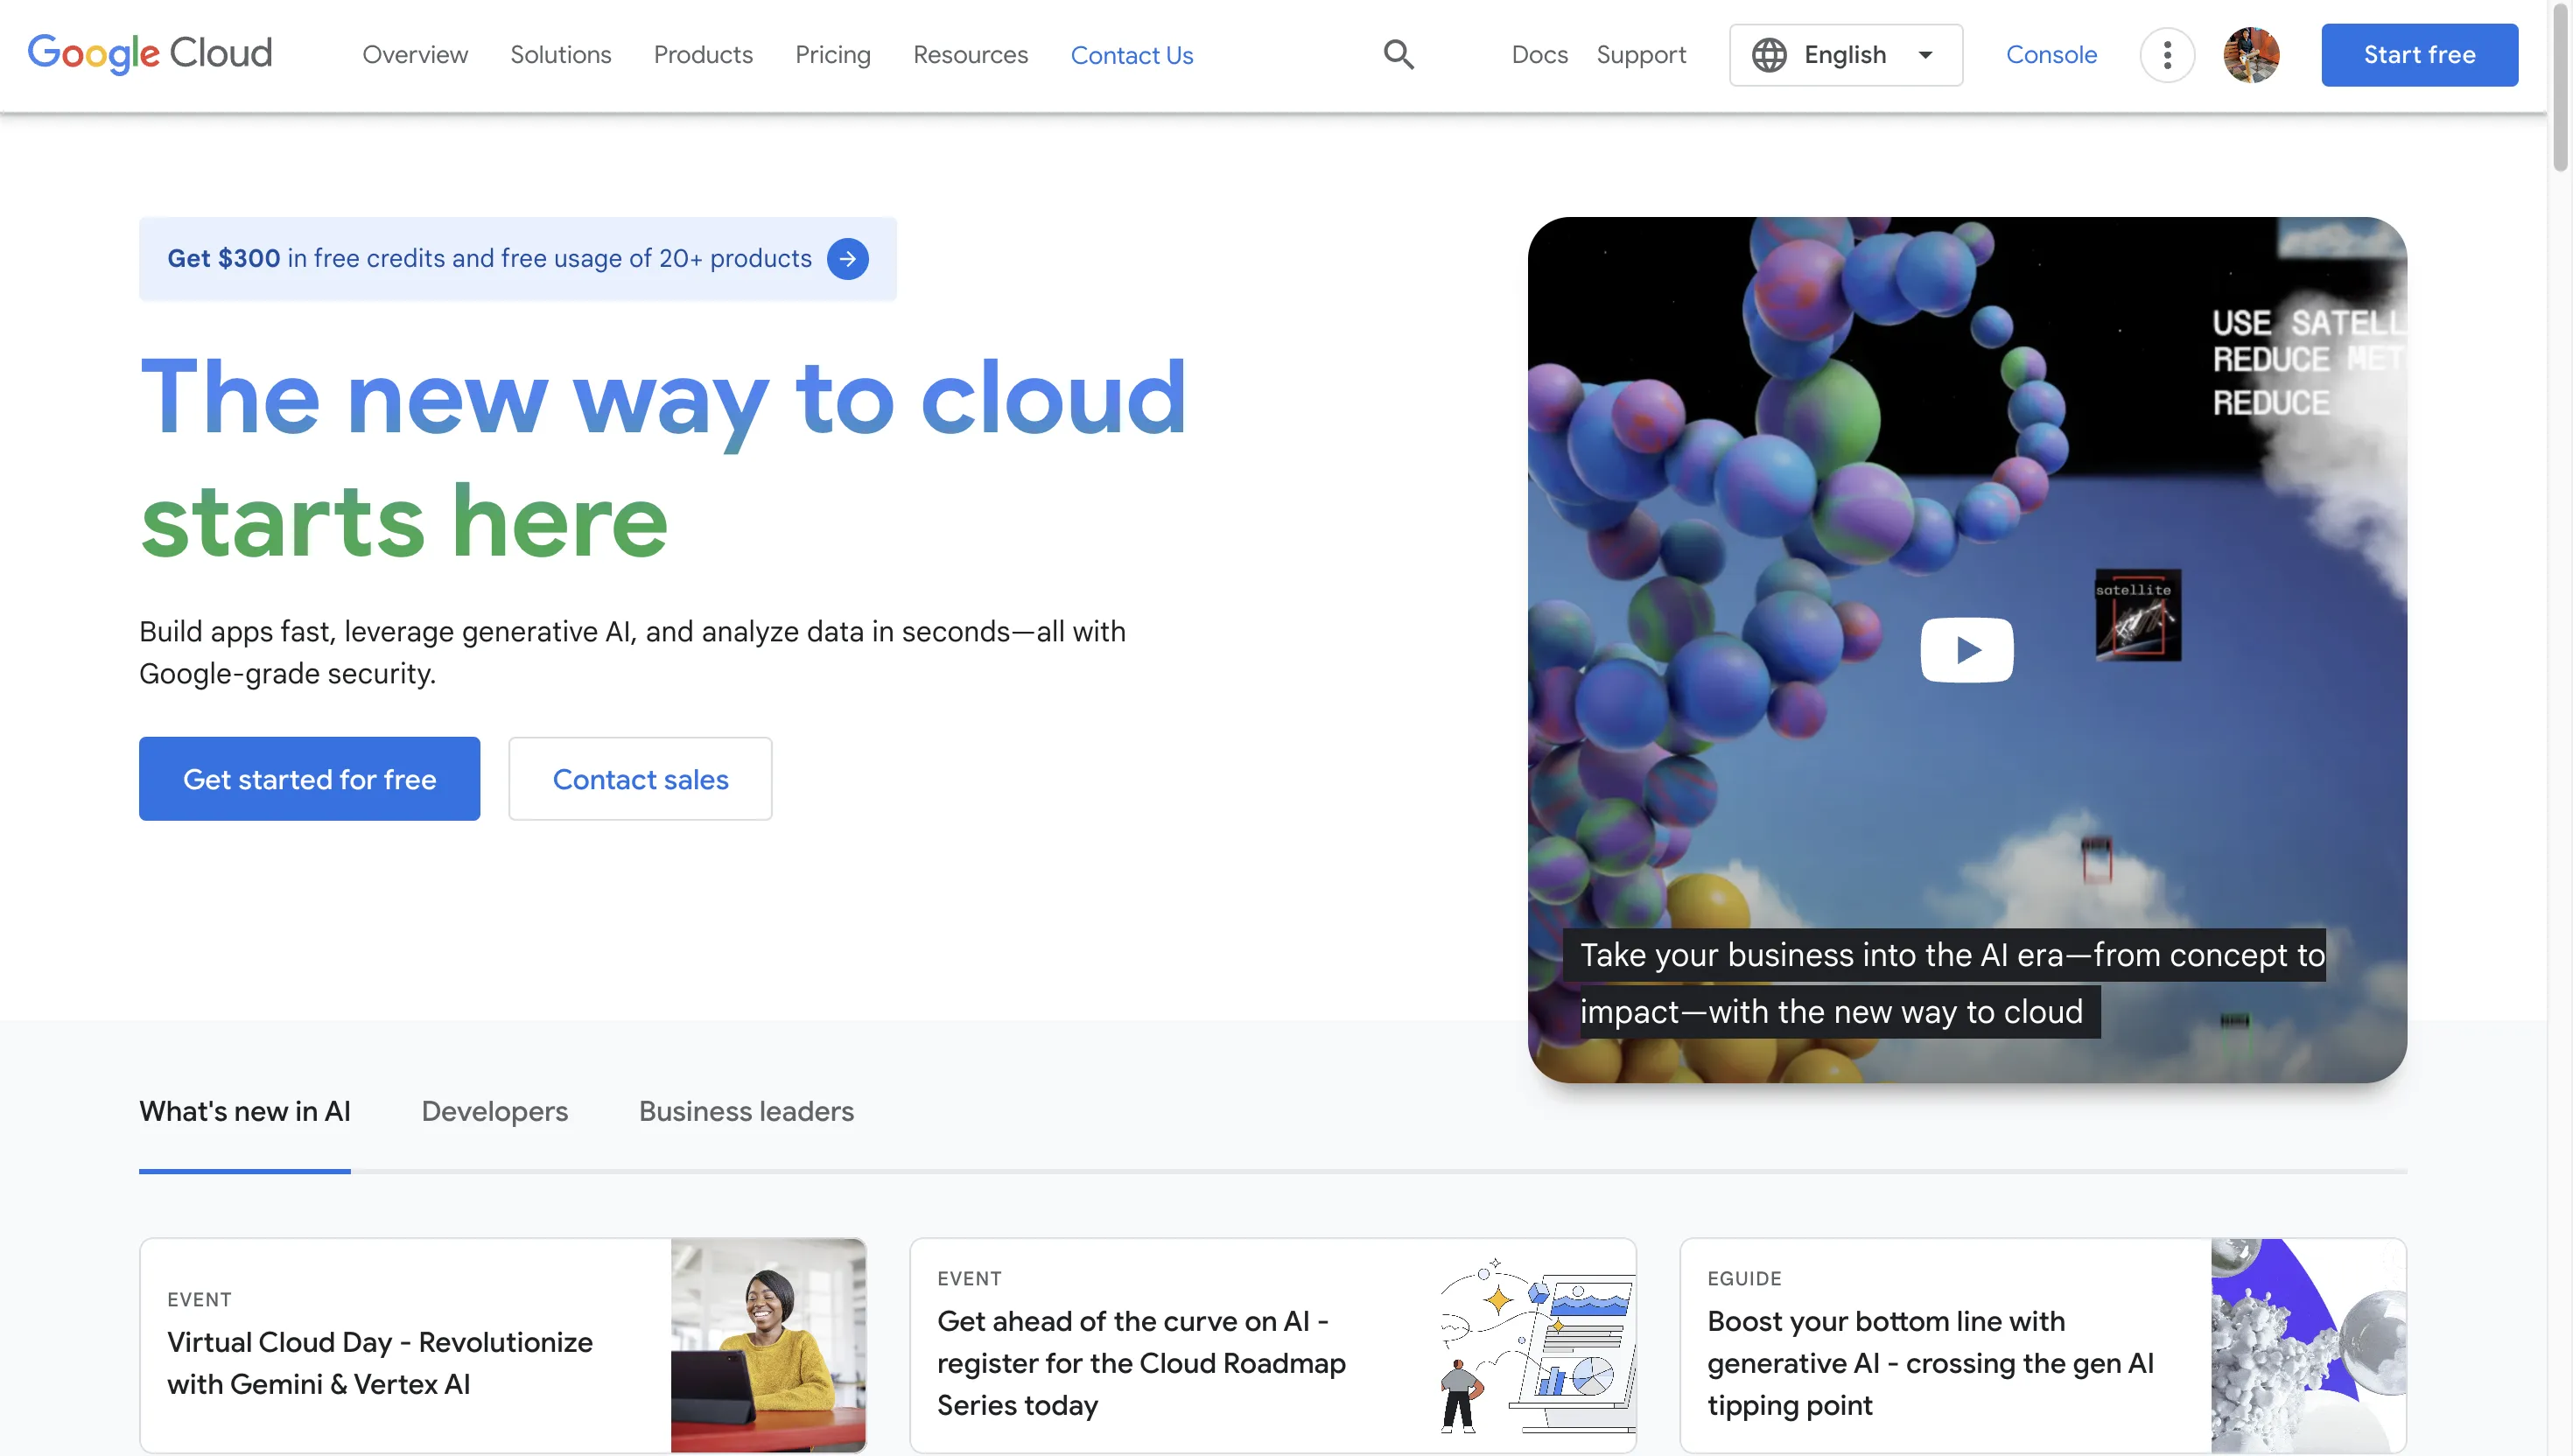 Google Cloud
Overview
Solutions
Products
Pricing
Resources
Contact Us
Docs
Support
English
Console
Start free
Get $300 in free credits and free usage of 20+ products
The new way to cloud
starts here
Build apps fast, leverage generative AI, and analyze data in seconds—all with
Google-grade security.
Get started for free
Contact sales
USE SATELL
REDUCE MET
REDUCE
satellite
Take your business into the AI era—from concept to
impact—with the new way to cloud
What's new in AI
Developers
Business leaders
EVENT
Virtual Cloud Day - Revolutionize
with Gemini & Vertex AI
EVENT
Get ahead of the curve on AI -
register for the Cloud Roadmap
Series today
EGUIDE
Boost your bottom line with
generative AI - crossing the gen AI
tipping point